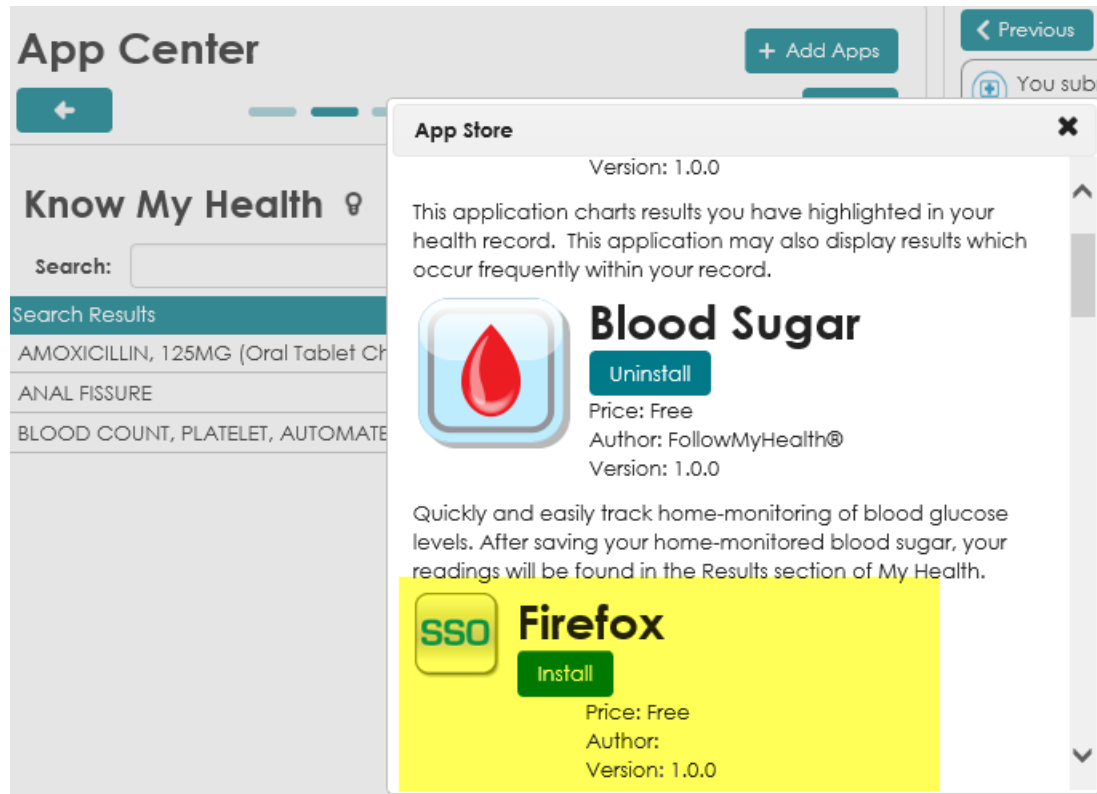 App Center
+ Add Apps
Previous
You sub
App Store
Version: 1.0.0
Know My Health
This application charts results you have highlighted in your
health record. This application may also display results which
occur frequently within your record.
Search:
Search Results
AMOXICILLIN, 125MG (Oral Tablet Ch
ANAL FISSURE
BLOOD COUNT, PLATELET, AUTOMATE
Blood Sugar
Uninstall
Price: Free
Author: FollowMyHealth®
Version: 1.0.0
Quickly and easily track home-monitoring of blood glucose
levels. After saving your home-monitored blood sugar, your
readings will be found in the Results section of My Health.
SSO
Firefox
Install
Price: Free
Author:
Version: 1.0.0